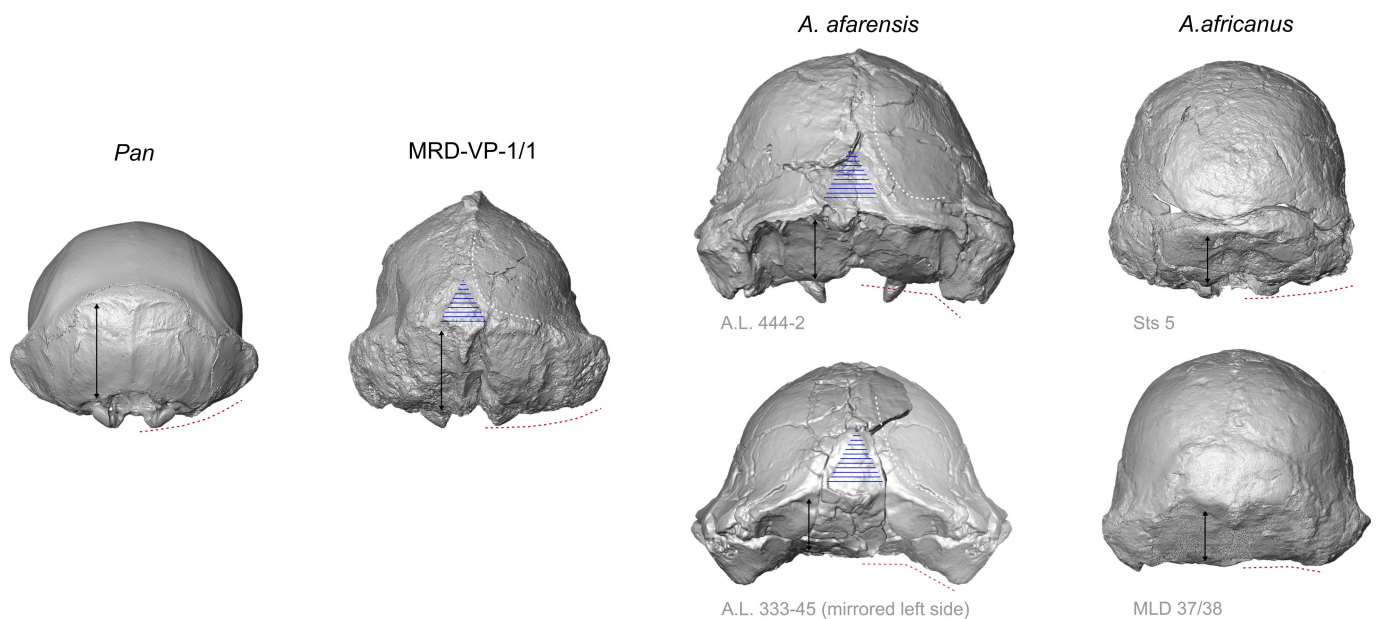 A. afarensis
A.africanus
Pan
MRD-VP-1/1
A.L. 444-2
Sts 5
A.L. 333-45 (mirrored left side)
MLD 37/38